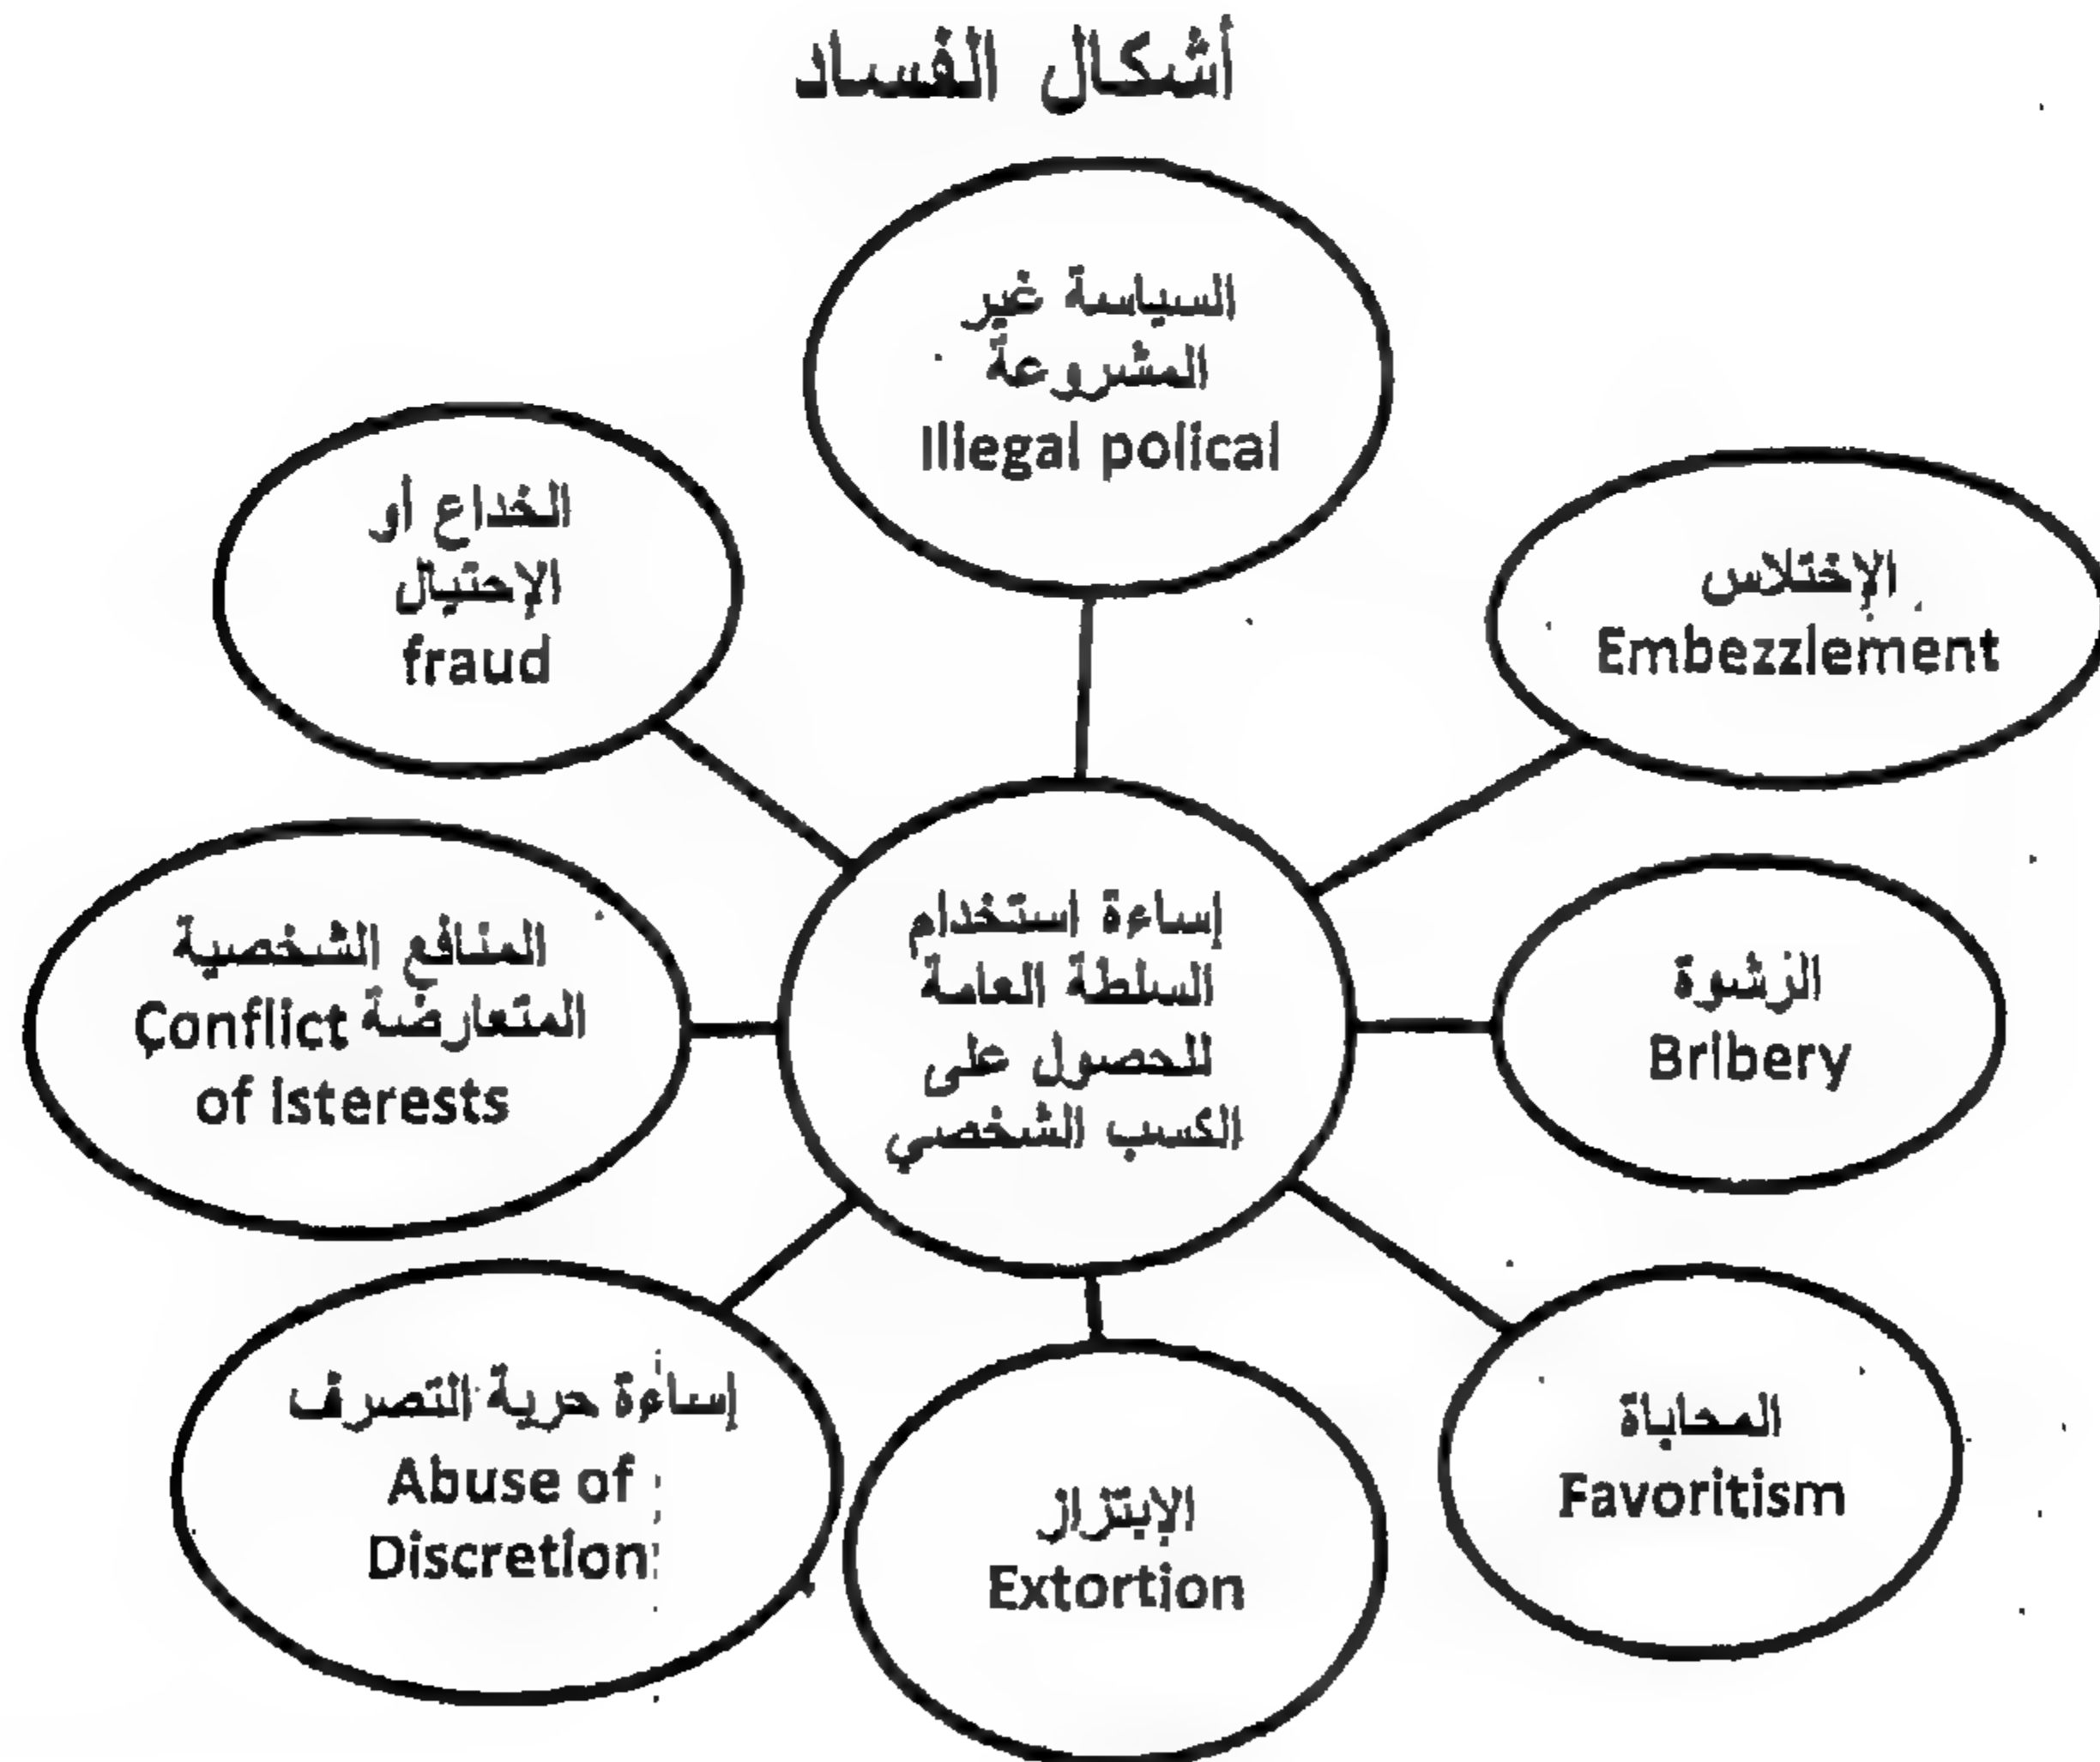 أشكال الفساد
السياسة غير
المشروعة
Illegal polical
الخداع أو
الإحتيال
fraud
الإختلاس
Embezzlement
إساءة استخدام
السلطة العامة
للحصول على
الكسب الشخصي
المنافع الشخصية
المتعارضة Conflict
of Isterests
الرشوة
Bribery
إساءة حرية التصرف
Abuse of
Discretion
الإبتزاز
Extortion
المحاباة
Favoritism